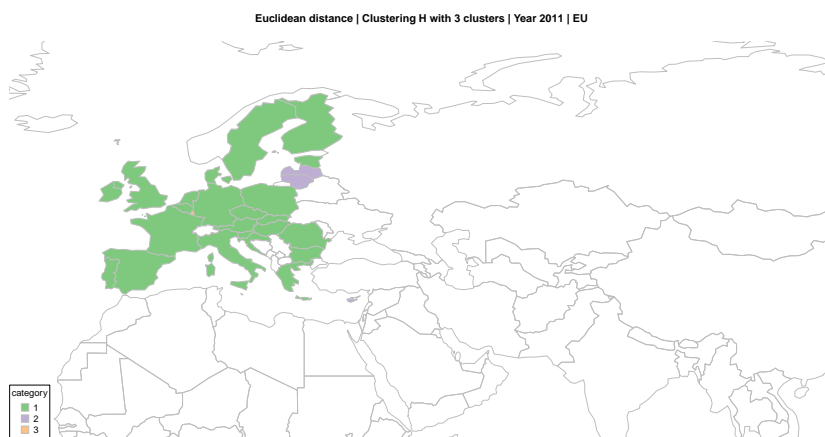 Euclidean distance | Clustering H with 3 clusters | Year 2011 | EU
category
1
2
3